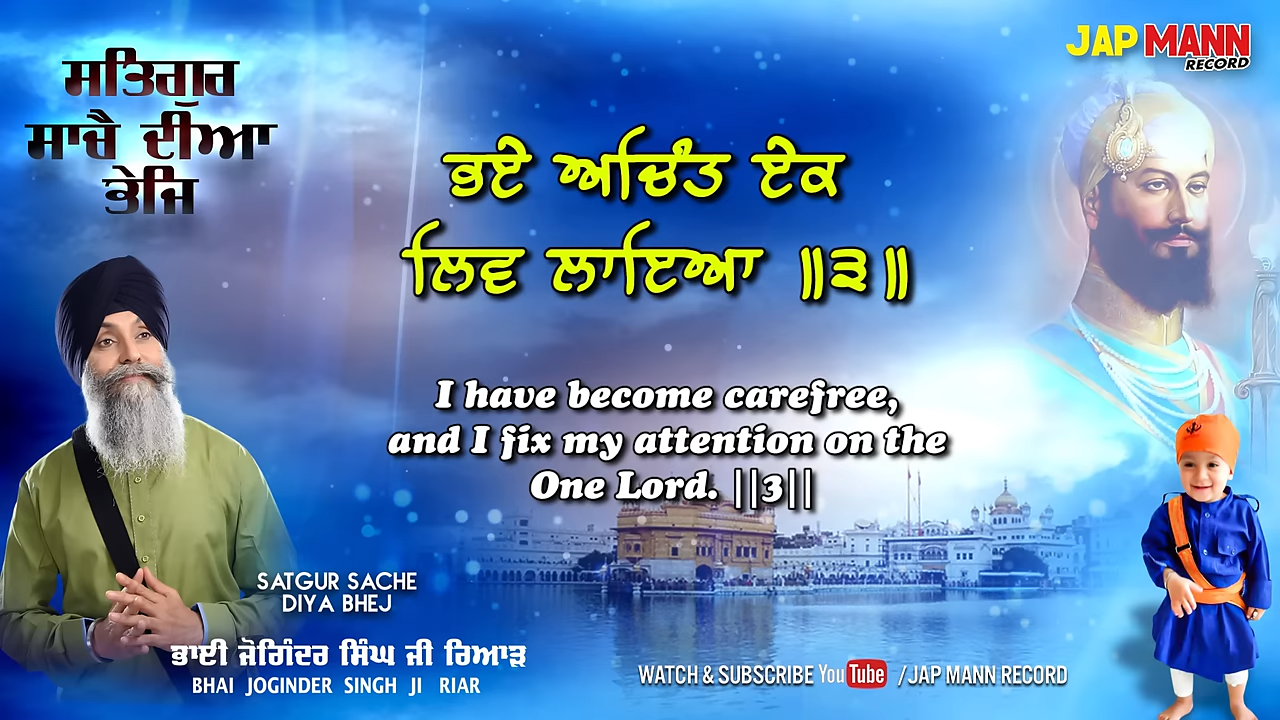 ਸਤਿਗੁਰ
ਸਾਚੈ ਦੀਆ
ਭੇਜਿ
JAP MANN
RECORD
ਭਏ ਅਚਿੰਤ ਏਕ
ਲਿਵ ਲਾਇਆ ॥੩॥
I have become carefree,
and I fix my attention on the
One Lord. ||3||
SATGUR SACHE
DIYA BHEJ
ਭਾਈ ਜੋਗਿੰਦਰ ਸਿੰਘ ਜੀ ਰਿਆੜ
BHAI JOGINDER SINGH JI RIAR
WATCH & SUBSCRIBE YouTube /JAP MANN RECORD